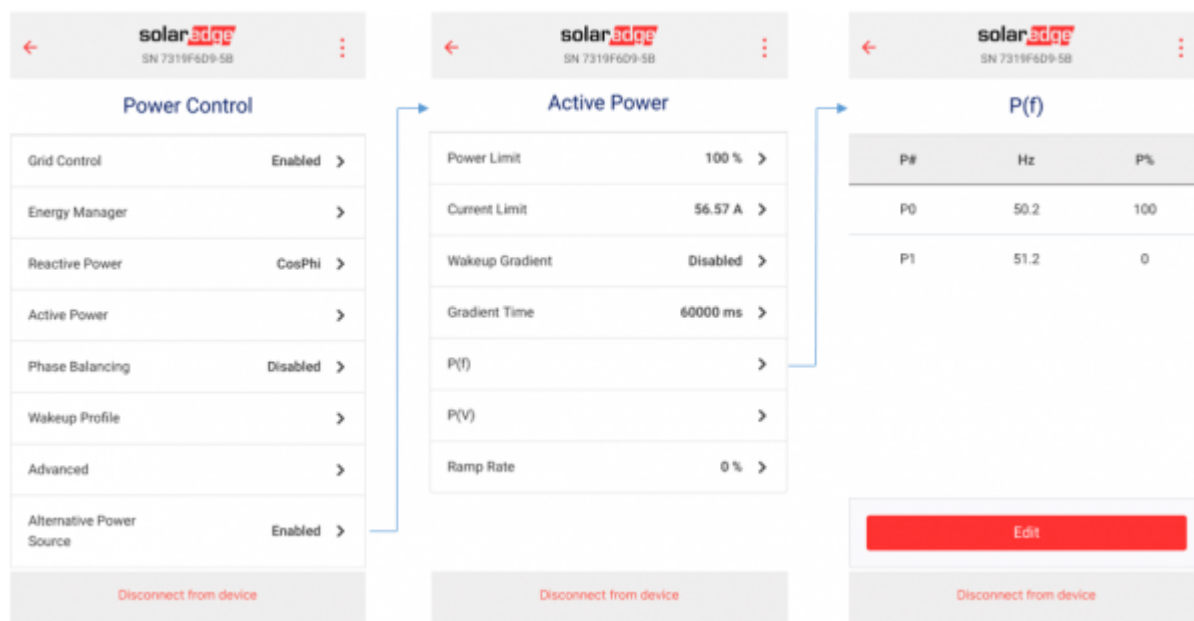 solaredge
SN 7319F6D9-5B
Power Control
Grid Control Enabled
Energy Manager
Reactive Power CosPhi
Active Power
Phase Balancing Disabled
Wakeup Profile
Advanced
Alternative Power
Source Enabled
Disconnect from device
solaredge
SN 7319F6D9-5B
Active Power
Power Limit 100 %
Current Limit 56.57 A
Wakeup Gradient Disabled
Gradient Time 60000 ms
P(f)
P(V)
Ramp Rate 0 %
Disconnect from device
solaredge
SN 7319F6D9-5B
P(f)
P# Hz P%
P0 50.2 100
P1 51.2 0
Edit
Disconnect from device